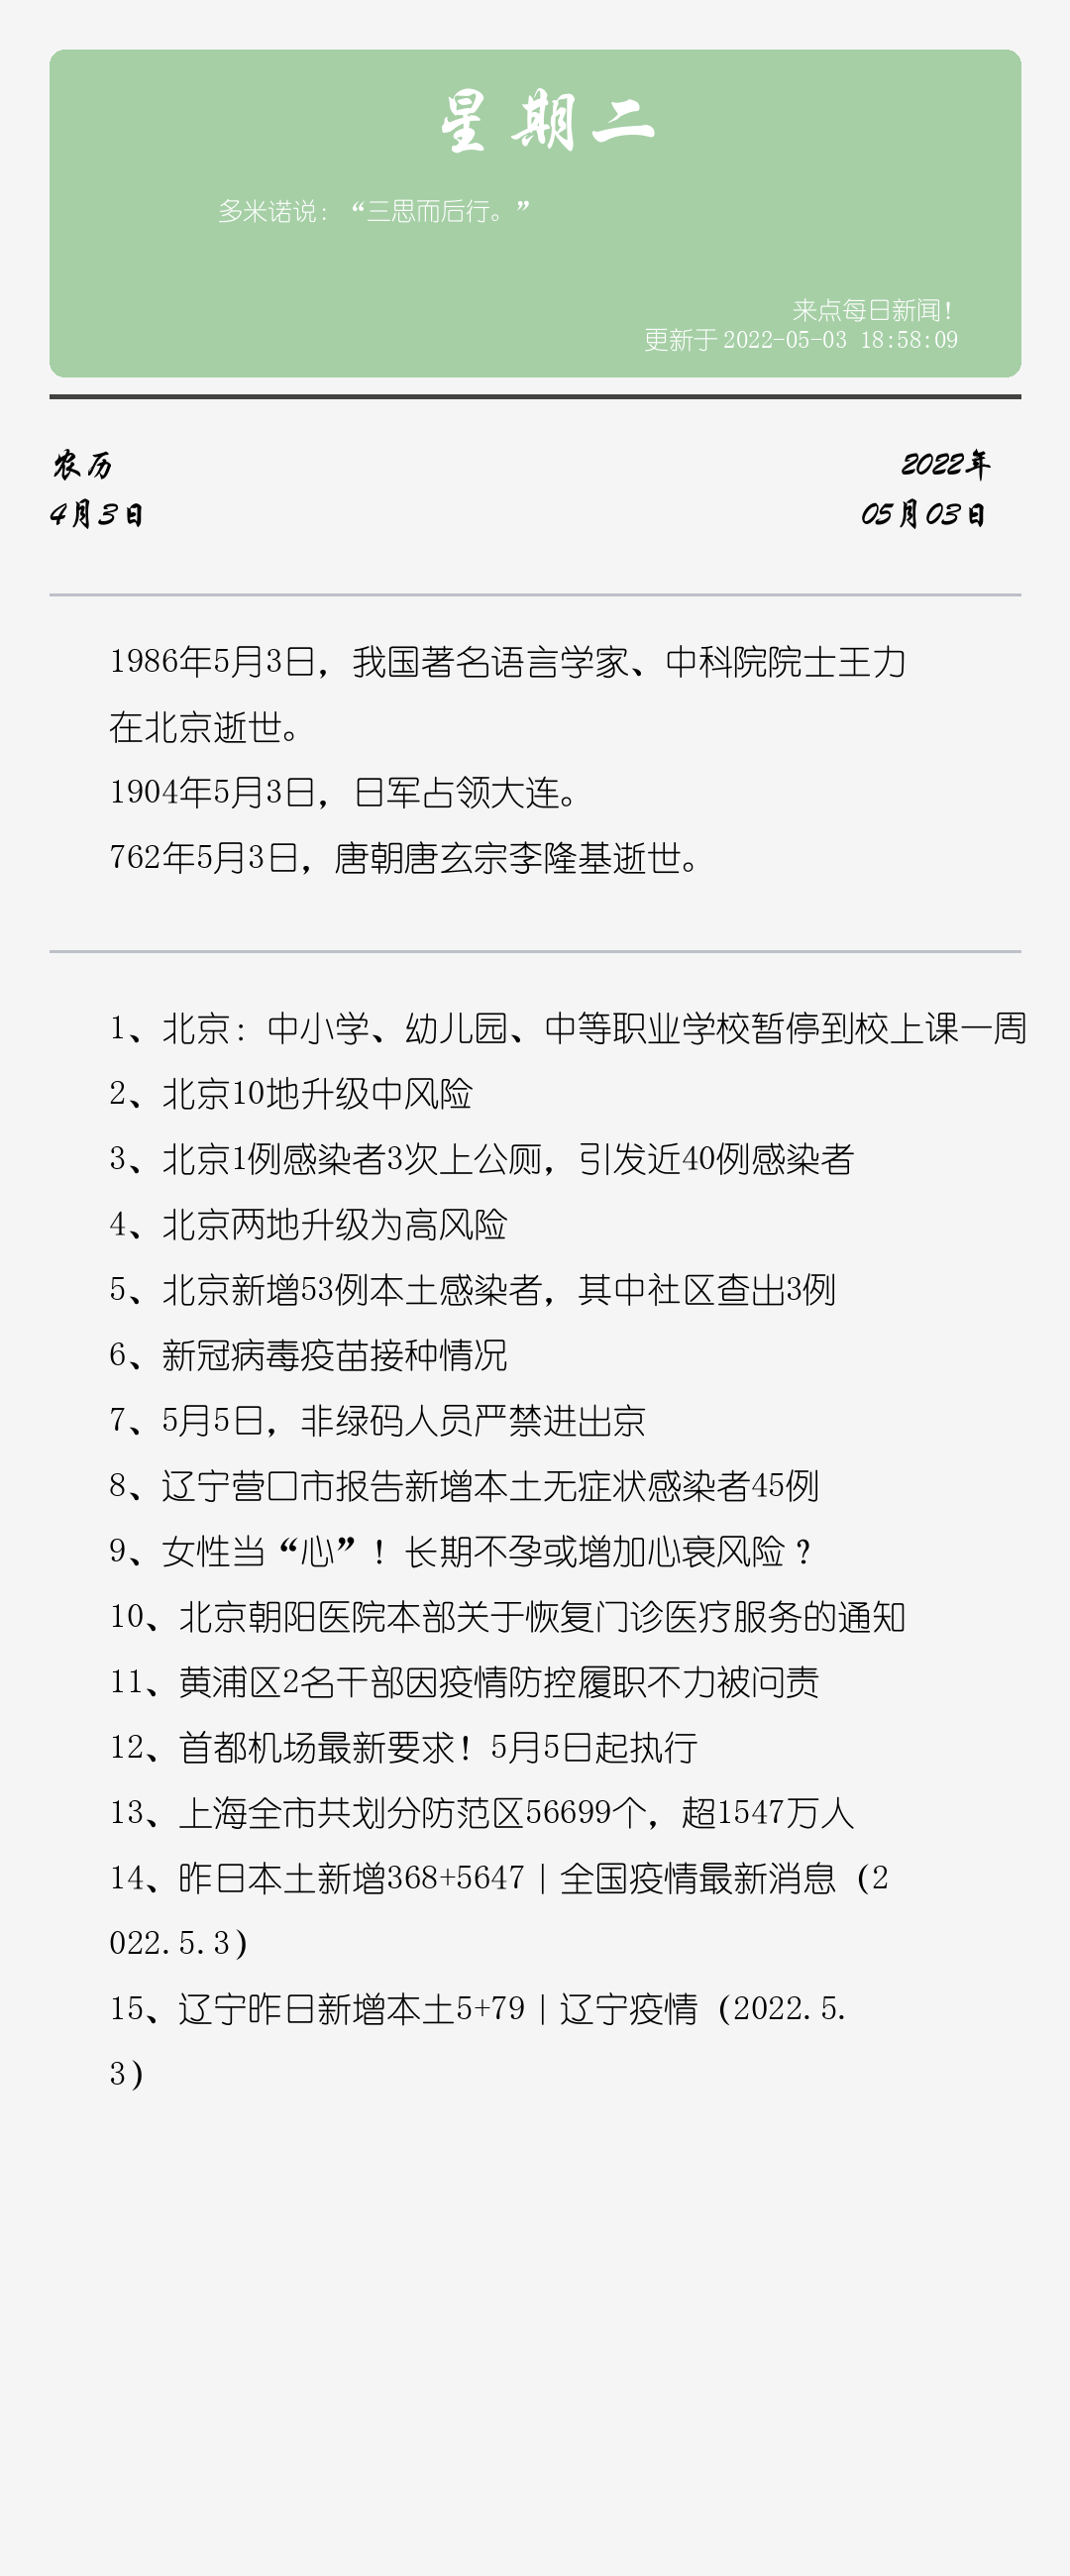 星期二
多米诺说：“三思而后行。”
来点每日新闻！
更新于 2022-05-03 18:58:09
农历
2022年
4月3日
05月03日
1986年5月3日，我国著名语言学家、中科院院士王力
在北京逝世。
1904年5月3日，日军占领大连。
762年5月3日，唐朝唐玄宗李隆基逝世。
1、北京：中小学、幼儿园、中等职业学校暂停到校上课一周
2、北京10地升级中风险
3、北京1例感染者3次上公厕，引发近40例感染者
4、北京两地升级为高风险
5、北京新增53例本土感染者，其中社区查出3例
6、新冠病毒疫苗接种情况
7、5月5日，非绿码人员严禁进出京
8、辽宁营口市报告新增本土无症状感染者45例
9、女性当“心”！长期不孕或增加心衰风险？
10、北京朝阳医院本部关于恢复门诊医疗服务的通知
11、黄浦区2名干部因疫情防控履职不力被问责
12、首都机场最新要求！5月5日起执行
13、上海全市共划分防范区56699个，超1547万人
14、昨日本土新增368+5647｜全国疫情最新消息（2
022.5.3）
15、辽宁昨日新增本土5+79｜辽宁疫情（2022.5.
3）